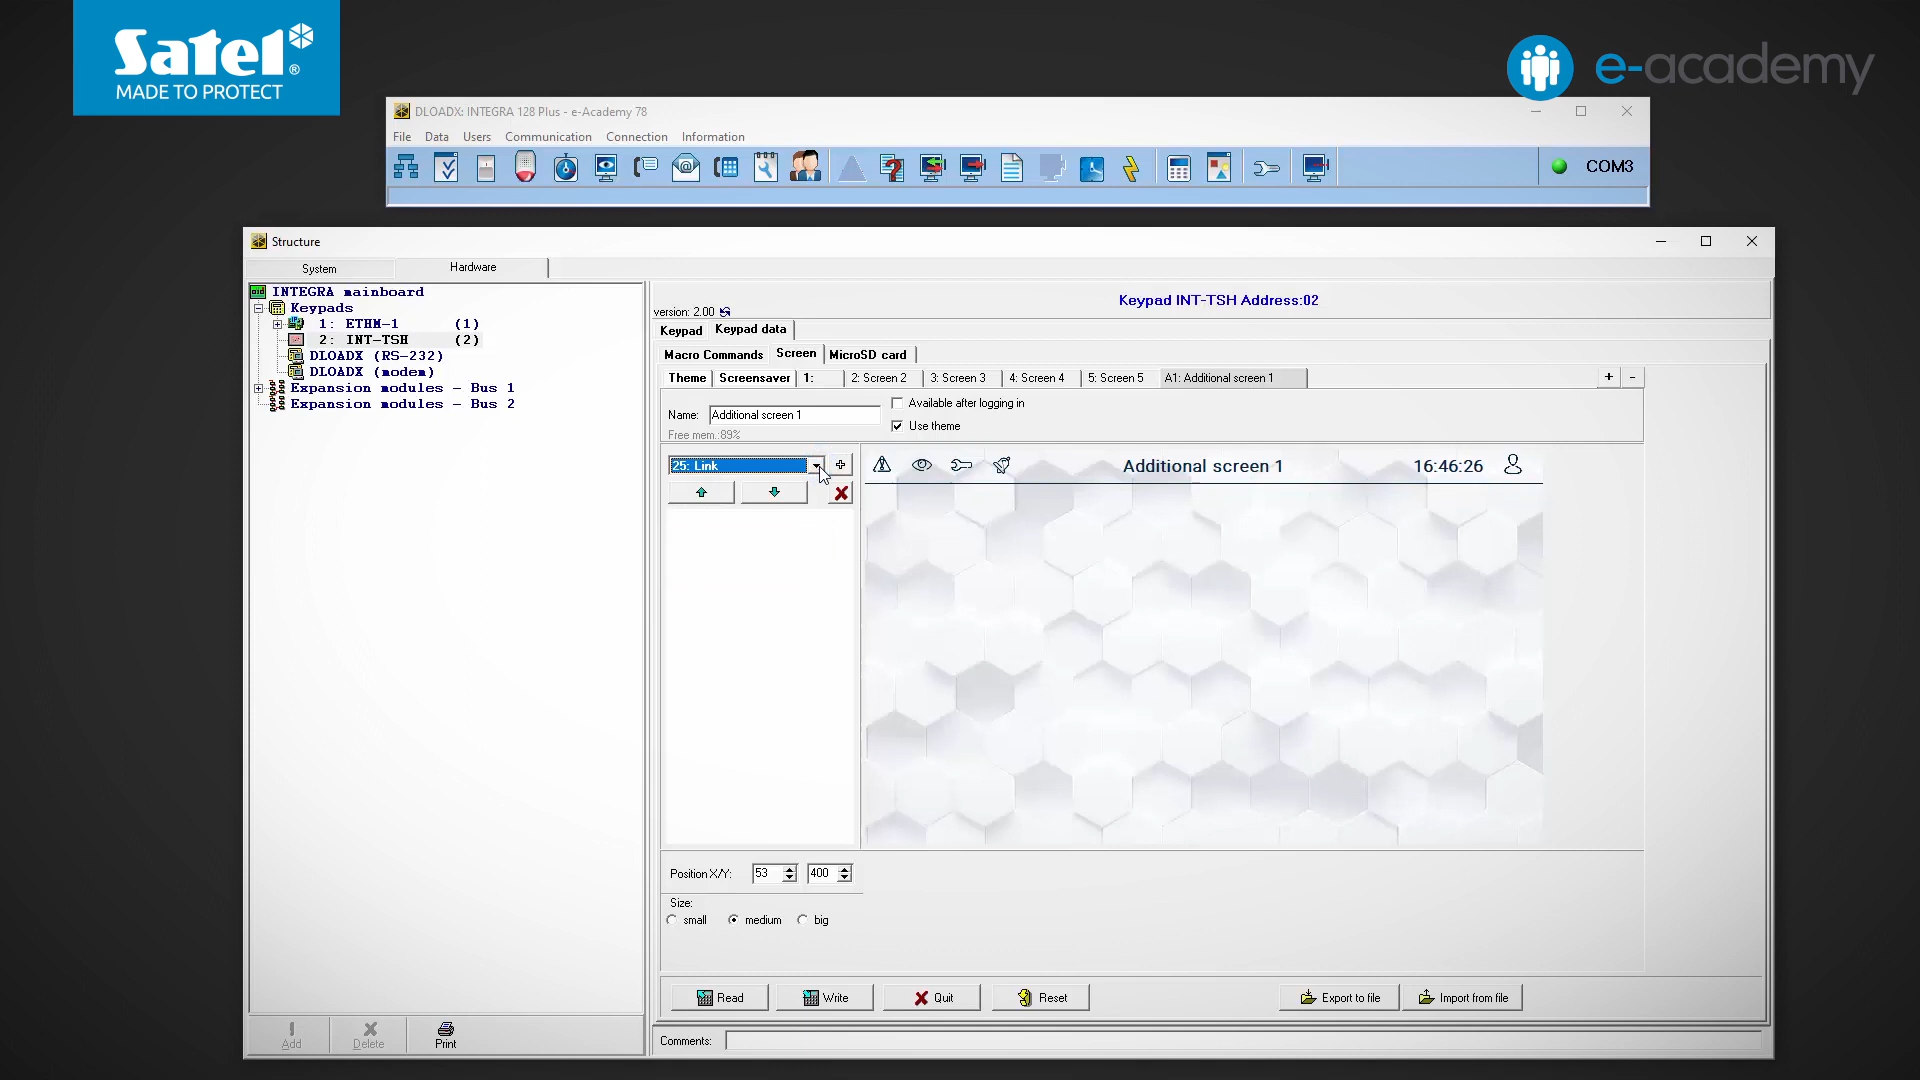 Satel®
MADE TO PROTECT
e-academy
DLOADX: INTEGRA 128 Plus - e-Academy 78
File Data Users Communication Connection Information
COM3
Structure
System Hardware
INTEGRA mainboard
Keypads
1: ETHM-1 (1)
2: INT-TSH (2)
DLOADX (RS-232)
DLOADX (modem)
Expansion modules - Bus 1
Expansion modules - Bus 2
Keypad INT-TSH Address:02
version: 2.00
Keypad Keypad data
Macro Commands Screen MicroSD card
Theme Screensaver 1: 2: Screen 2 3: Screen 3 4: Screen 4 5: Screen 5 A1: Additional screen 1 + -
Name: Additional screen 1 Available after logging in
Use theme
Free mem.:89%
25: Link
Additional screen 1 16:46:26
Position X/Y: 53 400
Size:
small medium big
Read Write Quit Reset Export to file Import from file
Add Delete Print
Comments: